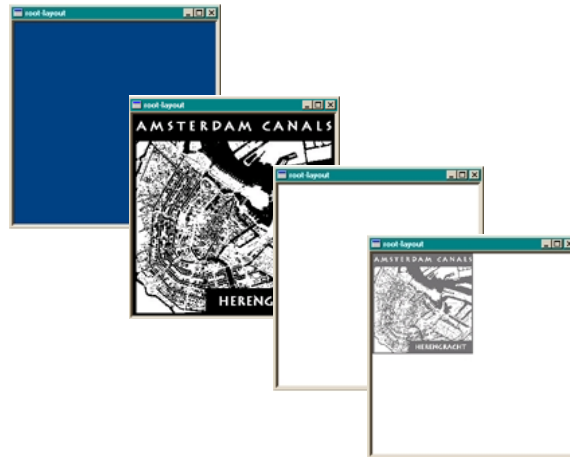 root-layout
root-layout
AMSTERDAM CANALS
HERENG
root-layout
root-layout
AMSTERDAM CANALS
HERENGRACHT